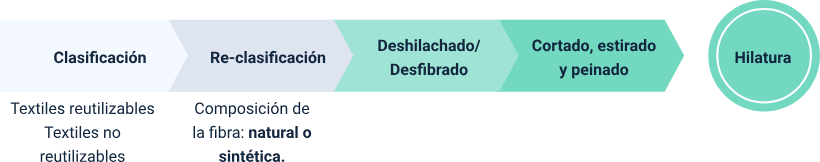 Clasificación
Re-clasificación
Deshilachado/
Desfibrado
Cortado, estirado
y peinado
Hilatura
Textiles reutilizables
Textiles no
reutilizables
Composición de
la fibra: natural o
sintética.